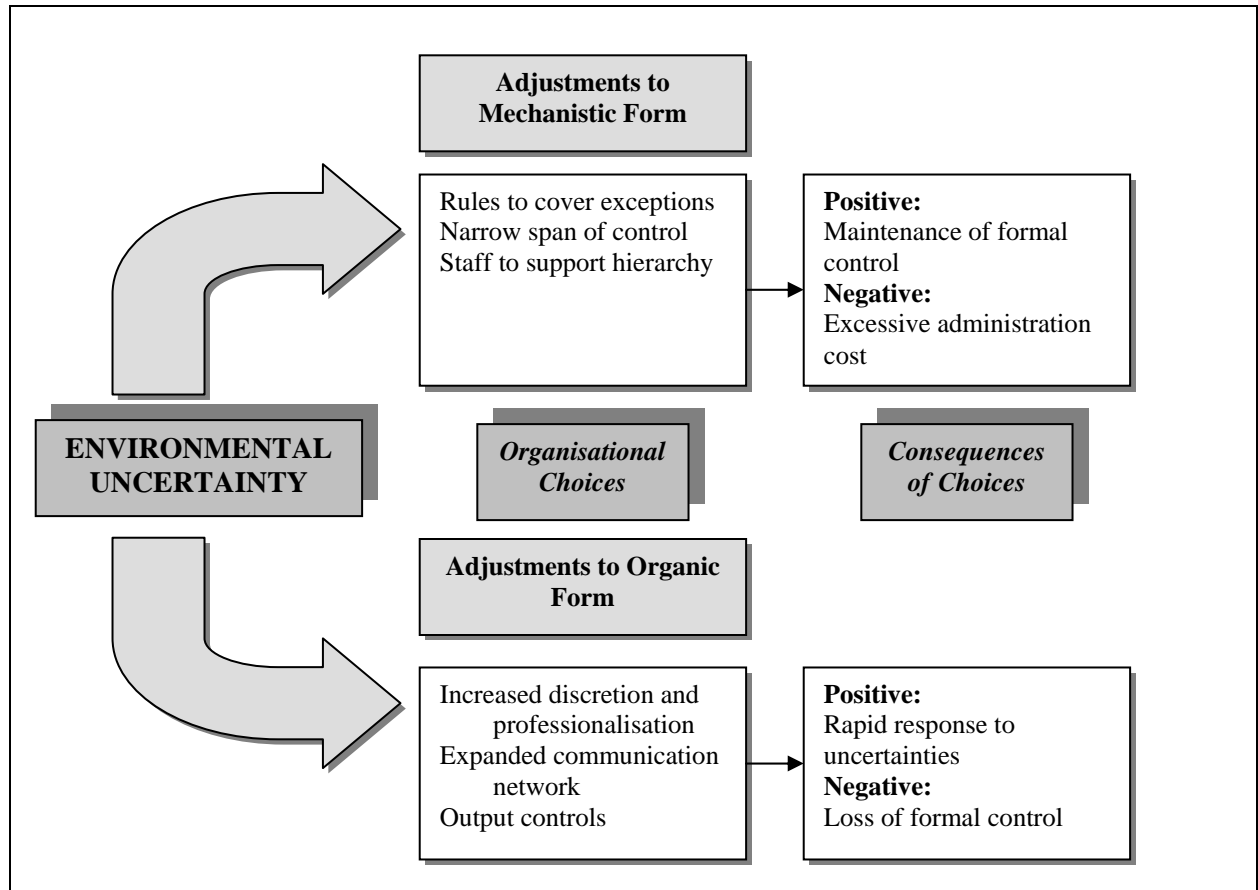 Adjustments to
Mechanistic Form
Rules to cover exceptions
Narrow span of control
Staff to support hierarchy
Positive:
Maintenance of formal
control
Negative:
Excessive administration
cost
ENVIRONMENTAL
UNCERTAINTY
Organisational
Choices
Consequences
of Choices
Adjustments to Organic
Form
Increased discretion and
professionalisation
Expanded communication
network
Output controls
Positive:
Rapid response to
uncertainties
Negative:
Loss of formal control